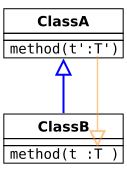 ClassA
method(t':T')
ClassB
method(t :T )